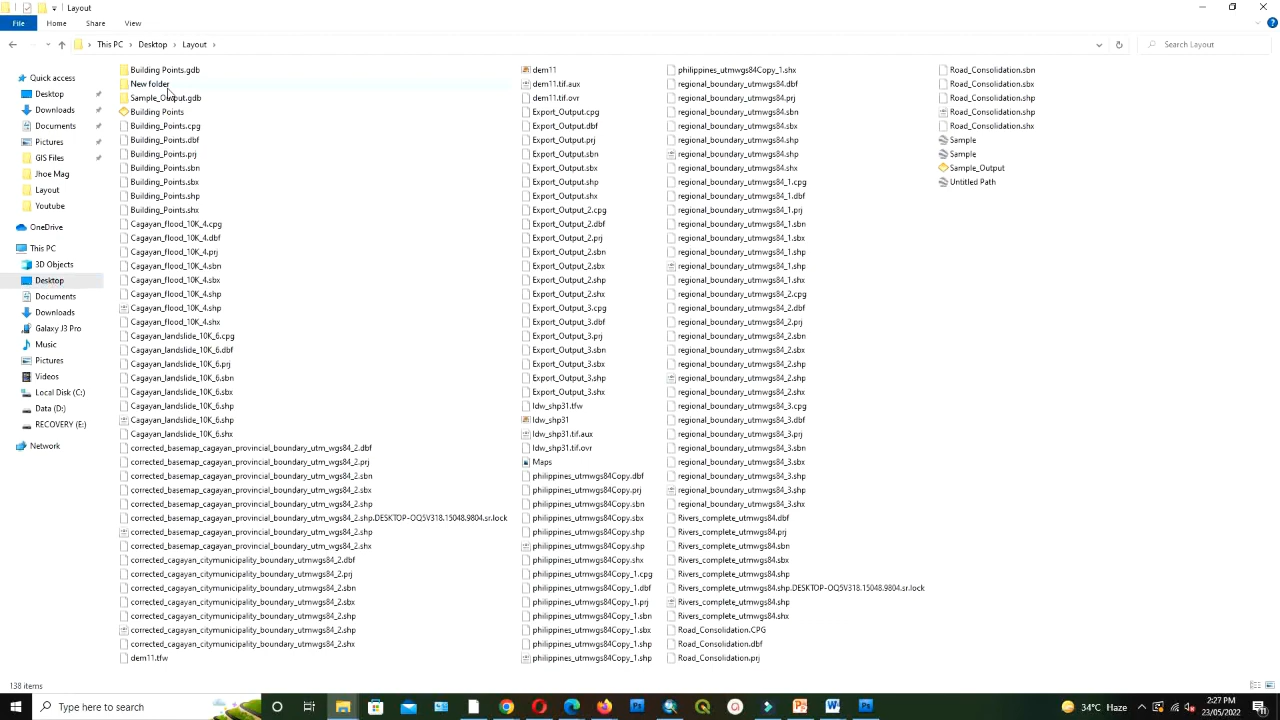 Layout
File Home Share View
This PC Desktop Layout
Search Layout
Quick access
Desktop
Downloads
Documents
Pictures
GIS Files
Jhoe Mag
Layout
Youtube
OneDrive
This PC
3D Objects
Desktop
Documents
Downloads
Galaxy J3 Pro
Music
Pictures
Videos
Local Disk (C:)
Data (D:)
RECOVERY (E:)
Network
Building Points.gdb
New folder
Sample_Output.gdb
Building Points
Building_Points.cpg
Building_Points.dbf
Building_Points.prj
Building_Points.sbn
Building_Points.sbx
Building_Points.shp
Building_Points.shx
Cagayan_flood_10K_4.cpg
Cagayan_flood_10K_4.dbf
Cagayan_flood_10K_4.prj
Cagayan_flood_10K_4.sbn
Cagayan_flood_10K_4.sbx
Cagayan_flood_10K_4.shp
Cagayan_flood_10K_4.shp
Cagayan_flood_10K_4.shx
Cagayan_landslide_10K_6.cpg
Cagayan_landslide_10K_6.dbf
Cagayan_landslide_10K_6.prj
Cagayan_landslide_10K_6.sbn
Cagayan_landslide_10K_6.sbx
Cagayan_landslide_10K_6.shp
Cagayan_landslide_10K_6.shp
Cagayan_landslide_10K_6.shx
corrected_basemap_cagayan_provincial_boundary_utm_wgs84_2.dbf
corrected_basemap_cagayan_provincial_boundary_utm_wgs84_2.prj
corrected_basemap_cagayan_provincial_boundary_utm_wgs84_2.sbn
corrected_basemap_cagayan_provincial_boundary_utm_wgs84_2.sbx
corrected_basemap_cagayan_provincial_boundary_utm_wgs84_2.shp
corrected_basemap_cagayan_provincial_boundary_utm_wgs84_2.shp.DESKTOP-OQ5V318.15048.9804.sr.lock
corrected_basemap_cagayan_provincial_boundary_utm_wgs84_2.shp
corrected_basemap_cagayan_provincial_boundary_utm_wgs84_2.shx
corrected_cagayan_citymunicipality_boundary_utmwgs84_2.dbf
corrected_cagayan_citymunicipality_boundary_utmwgs84_2.prj
corrected_cagayan_citymunicipality_boundary_utmwgs84_2.sbn
corrected_cagayan_citymunicipality_boundary_utmwgs84_2.sbx
corrected_cagayan_citymunicipality_boundary_utmwgs84_2.shp
corrected_cagayan_citymunicipality_boundary_utmwgs84_2.shp
corrected_cagayan_citymunicipality_boundary_utmwgs84_2.shx
dem11.tfw
dem11
dem11.tif.aux
dem11.tif.ovr
Export_Output.cpg
Export_Output.dbf
Export_Output.prj
Export_Output.sbn
Export_Output.sbx
Export_Output.shp
Export_Output.shx
Export_Output_2.cpg
Export_Output_2.dbf
Export_Output_2.prj
Export_Output_2.sbn
Export_Output_2.sbx
Export_Output_2.shp
Export_Output_2.shx
Export_Output_3.cpg
Export_Output_3.dbf
Export_Output_3.prj
Export_Output_3.sbn
Export_Output_3.sbx
Export_Output_3.shp
Export_Output_3.shx
ldw_shp31.tfw
ldw_shp31
ldw_shp31.tif.aux
ldw_shp31.tif.ovr
Maps
philippines_utmwgs84Copy.dbf
philippines_utmwgs84Copy.prj
philippines_utmwgs84Copy.sbn
philippines_utmwgs84Copy.sbx
philippines_utmwgs84Copy.shp
philippines_utmwgs84Copy.shp
philippines_utmwgs84Copy.shx
philippines_utmwgs84Copy_1.cpg
philippines_utmwgs84Copy_1.dbf
philippines_utmwgs84Copy_1.prj
philippines_utmwgs84Copy_1.sbn
philippines_utmwgs84Copy_1.sbx
philippines_utmwgs84Copy_1.shp
philippines_utmwgs84Copy_1.shp
philippines_utmwgs84Copy_1.shx
regional_boundary_utmwgs84.dbf
regional_boundary_utmwgs84.prj
regional_boundary_utmwgs84.sbn
regional_boundary_utmwgs84.sbx
regional_boundary_utmwgs84.shp
regional_boundary_utmwgs84.shp
regional_boundary_utmwgs84.shx
regional_boundary_utmwgs84_1.cpg
regional_boundary_utmwgs84_1.dbf
regional_boundary_utmwgs84_1.prj
regional_boundary_utmwgs84_1.sbn
regional_boundary_utmwgs84_1.sbx
regional_boundary_utmwgs84_1.shp
regional_boundary_utmwgs84_1.shp
regional_boundary_utmwgs84_1.shx
regional_boundary_utmwgs84_2.cpg
regional_boundary_utmwgs84_2.dbf
regional_boundary_utmwgs84_2.prj
regional_boundary_utmwgs84_2.sbn
regional_boundary_utmwgs84_2.sbx
regional_boundary_utmwgs84_2.shp
regional_boundary_utmwgs84_2.shp
regional_boundary_utmwgs84_2.shx
regional_boundary_utmwgs84_3.cpg
regional_boundary_utmwgs84_3.dbf
regional_boundary_utmwgs84_3.prj
regional_boundary_utmwgs84_3.sbn
regional_boundary_utmwgs84_3.sbx
regional_boundary_utmwgs84_3.shp
regional_boundary_utmwgs84_3.shx
Rivers_complete_utmwgs84.dbf
Rivers_complete_utmwgs84.prj
Rivers_complete_utmwgs84.sbn
Rivers_complete_utmwgs84.sbx
Rivers_complete_utmwgs84.shp
Rivers_complete_utmwgs84.shp.DESKTOP-OQ5V318.15048.9804.sr.lock
Rivers_complete_utmwgs84.shp
Rivers_complete_utmwgs84.shx
Road_Consolidation.CPG
Road_Consolidation.dbf
Road_Consolidation.prj
Road_Consolidation.sbn
Road_Consolidation.sbx
Road_Consolidation.shp
Road_Consolidation.shp
Road_Consolidation.shx
Sample
Sample
Sample_Output
Untitled Path
138 items
Type here to search
34°C Haze
2:27 PM
23/05/2022